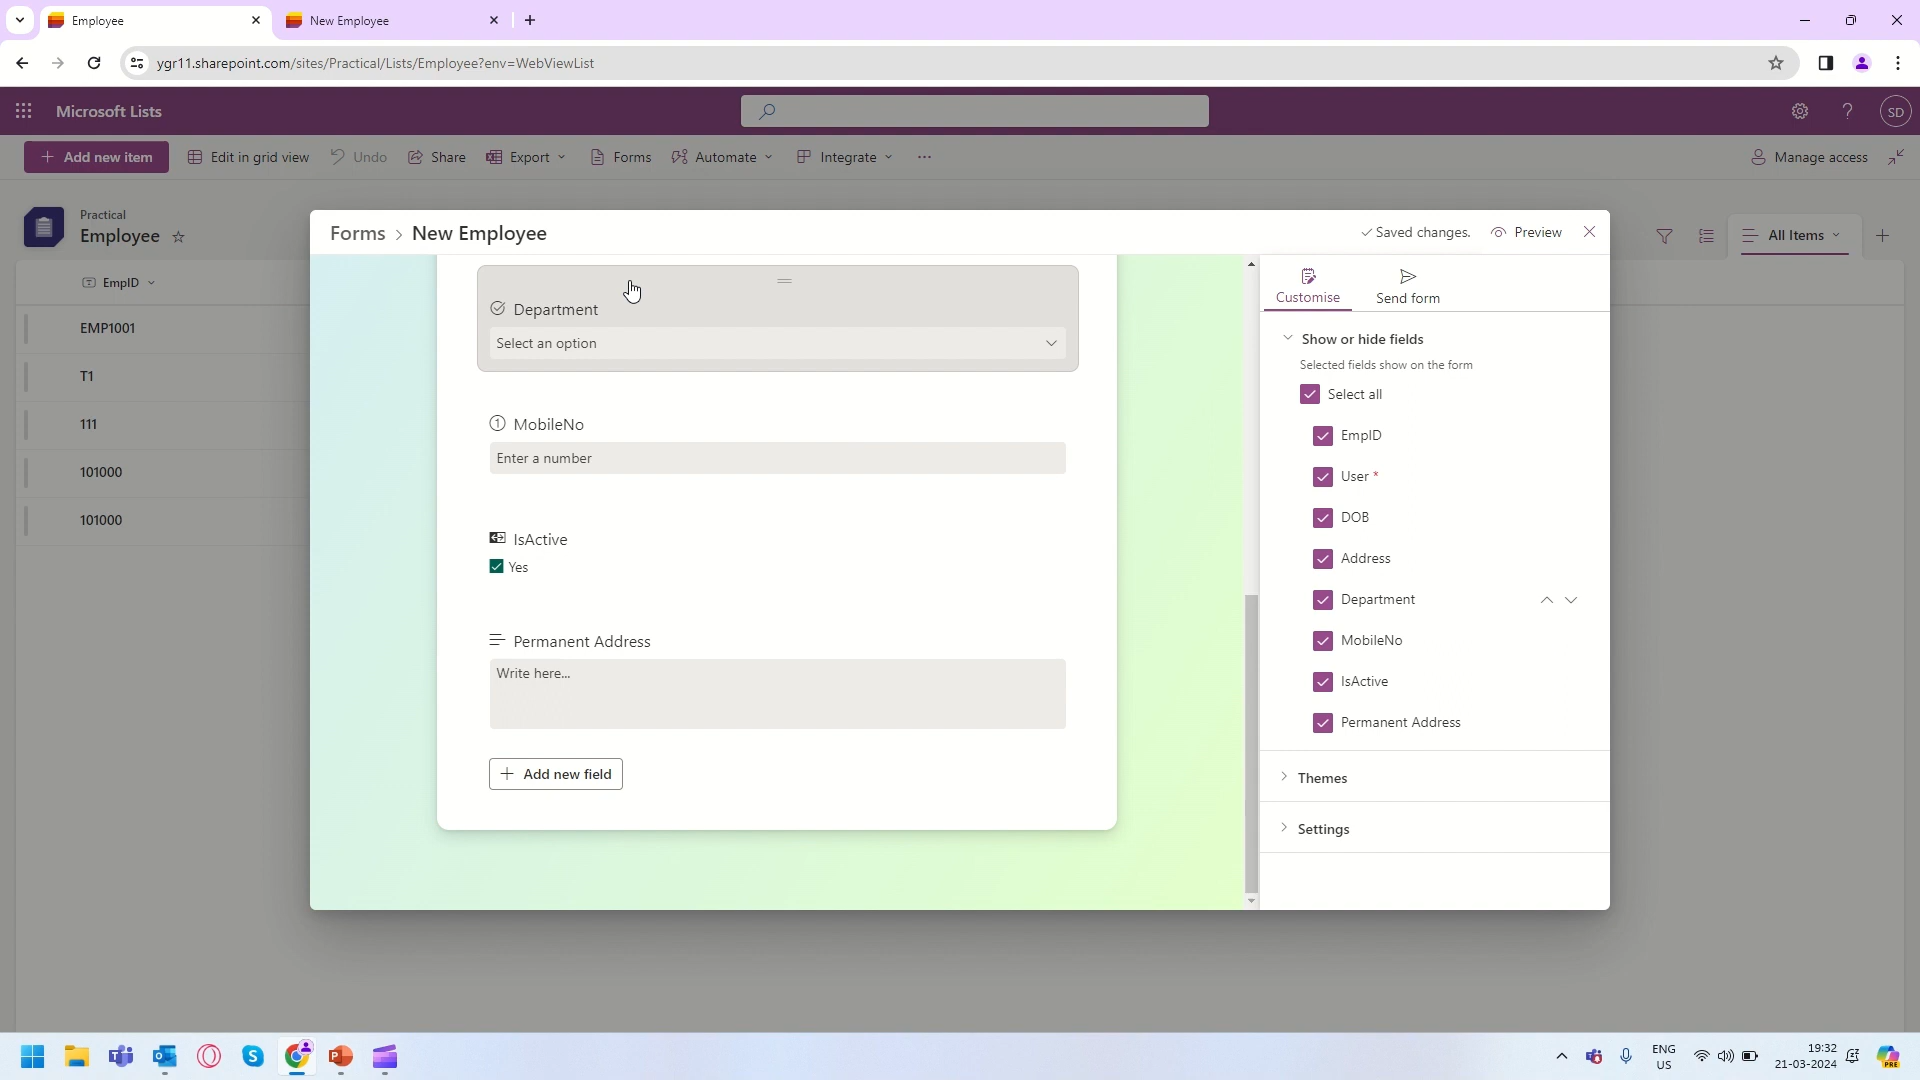 Employee
New Employee
ygr11.sharepoint.com/sites/Practical/Lists/Employee?env=WebViewList
Microsoft Lists
SD
Add new item
Edit in grid view
Undo
Share
Export
Forms
Automate
Integrate
Manage access
Practical
Employee
All Items
Forms > New Employee
Saved changes.
Preview
EmpID
EMP1001
T1
111
101000
101000
Department
Select an option
MobileNo
Enter a number
IsActive
Yes
Permanent Address
Write here...
Add new field
Customise
Send form
Show or hide fields
Selected fields show on the form
Select all
EmpID
User *
DOB
Address
Department
MobileNo
IsActive
Permanent Address
Themes
Settings
ENG
US
19:32
21-03-2024
PRE